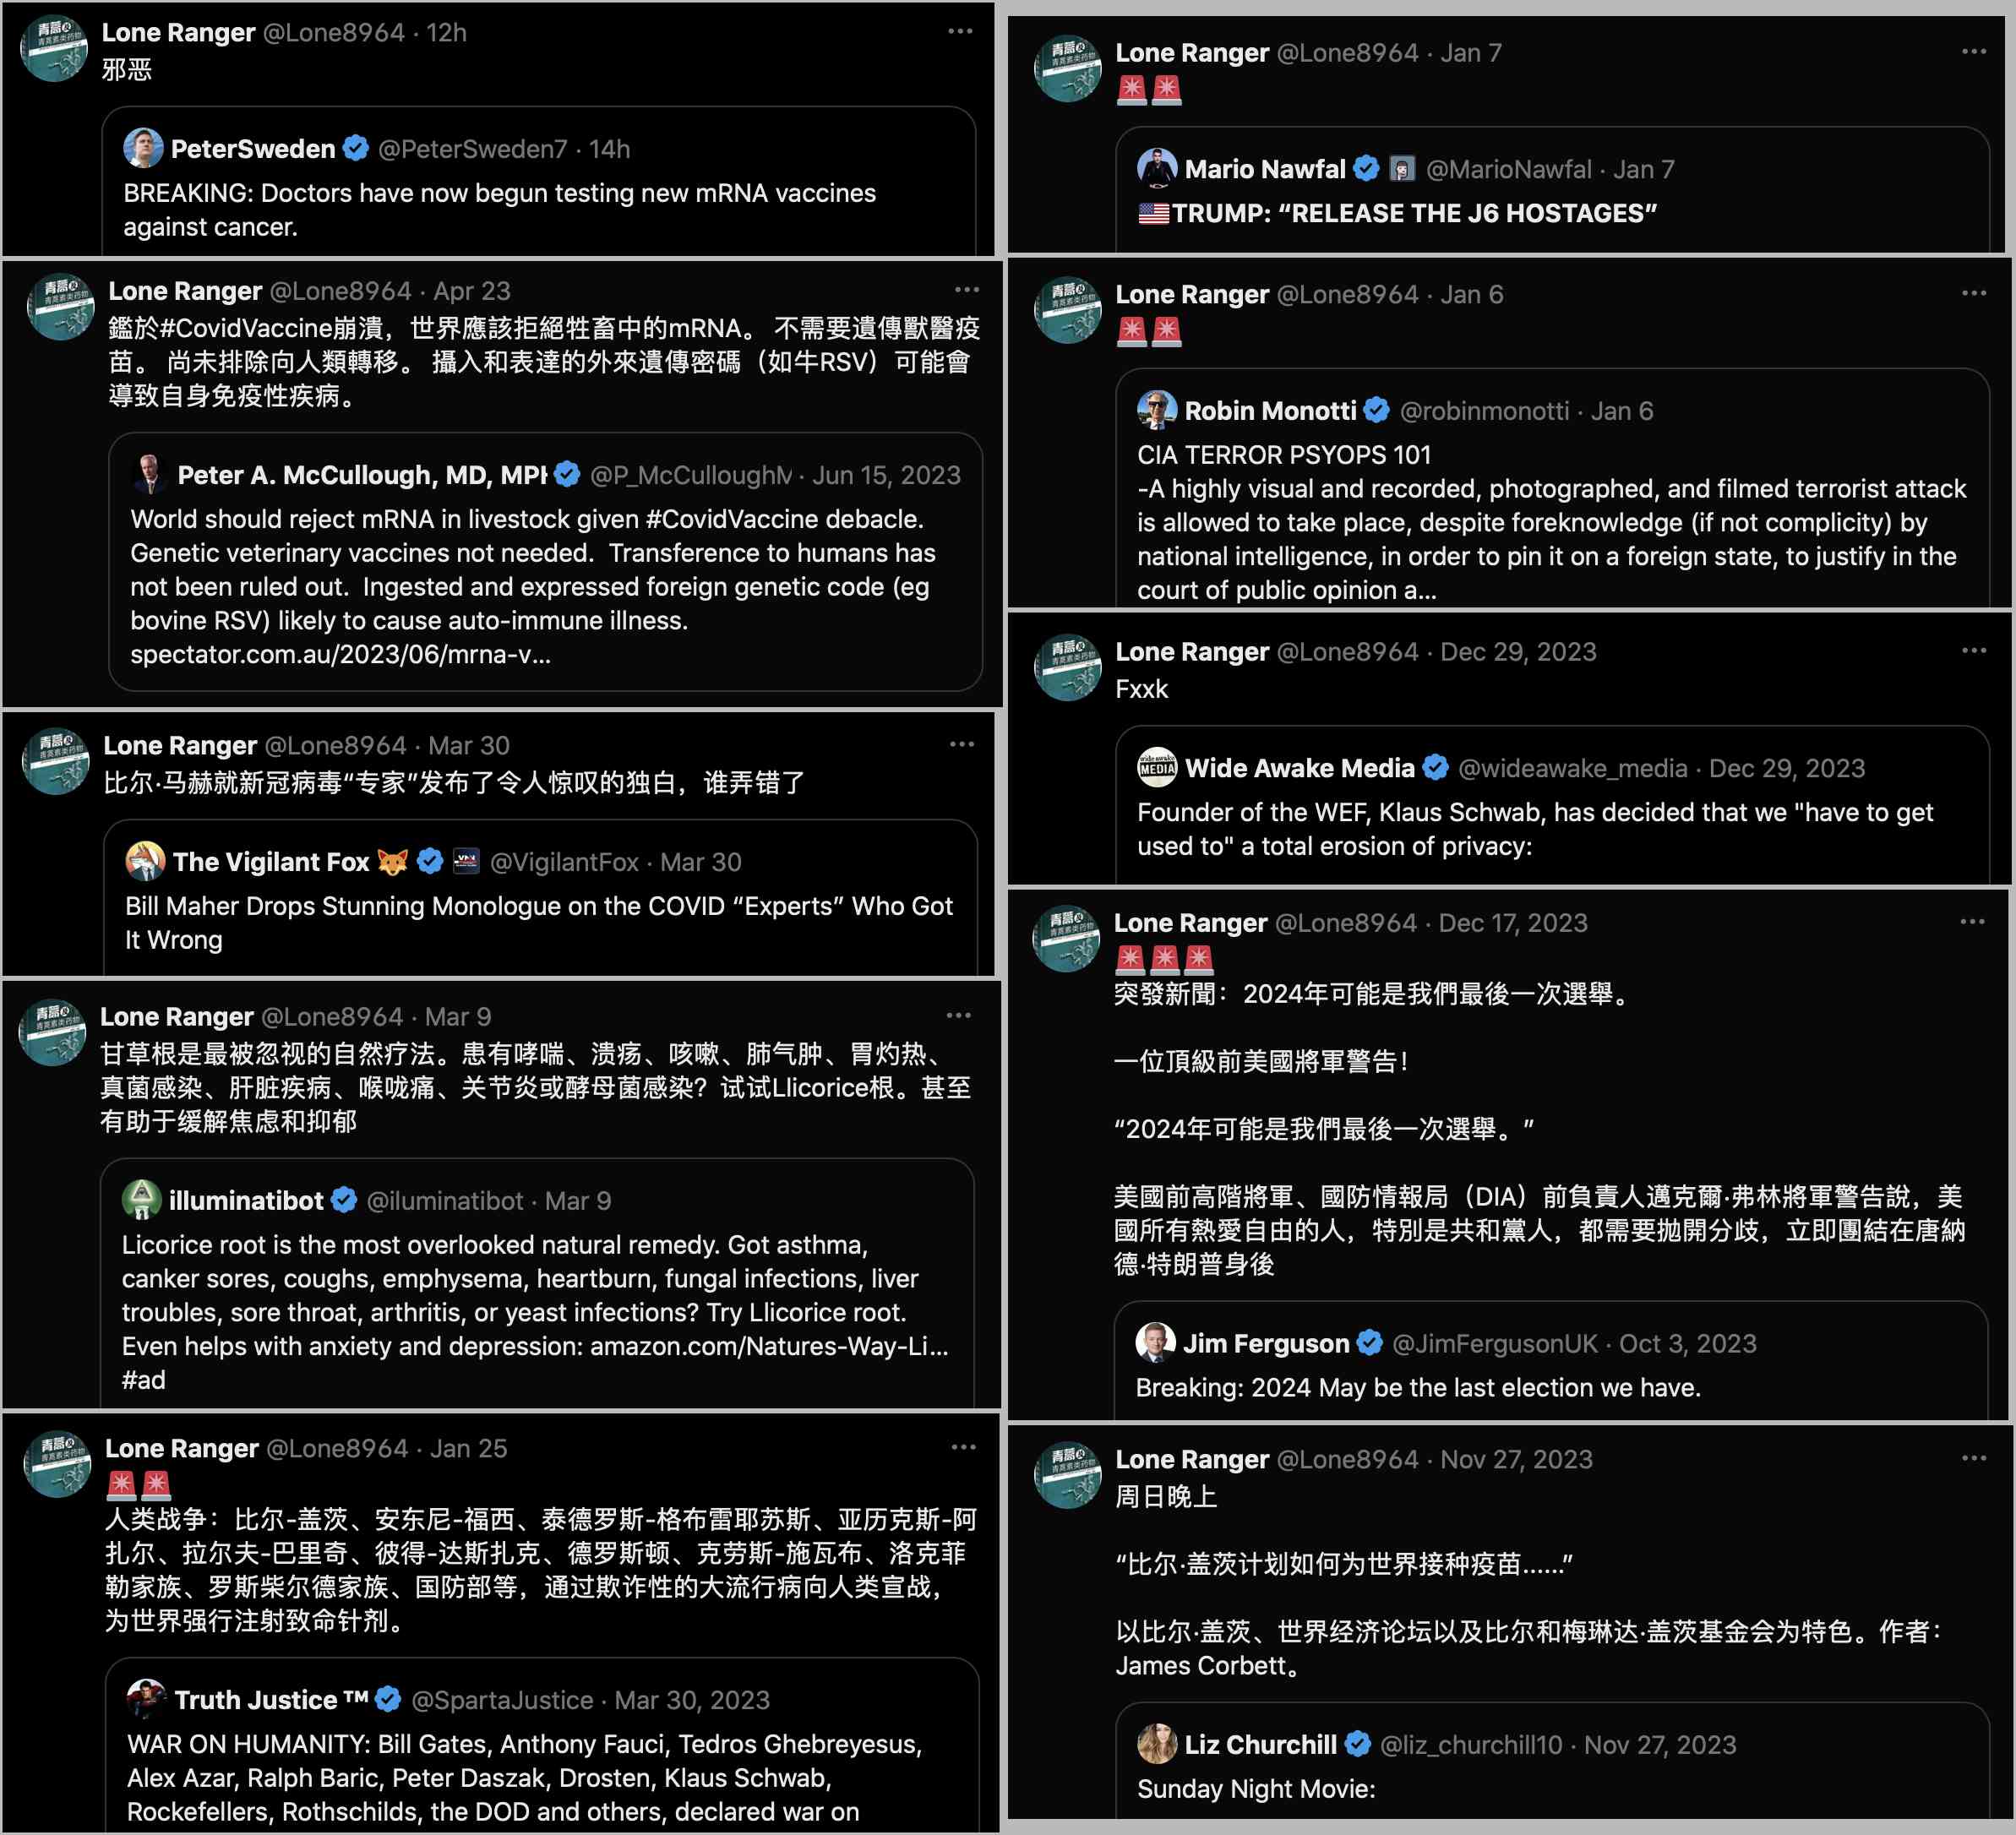 Lone Ranger @Lone8964 · 12h
邪恶
PeterSweden @PeterSweden7 · 14h
BREAKING: Doctors have now begun testing new mRNA vaccines
against cancer.
Lone Ranger @Lone8964 · Apr 23
鑑於#CovidVaccine崩潰，世界應該拒絕牲畜中的mRNA。 不需要遺傳獸醫疫
苗。 尚未排除向人類轉移。 攝入和表達的外來遺傳密碼（如牛RSV）可能會
導致自身免疫性疾病。
Peter A. McCullough, MD, MPH @P_McCulloughM · Jun 15, 2023
World should reject mRNA in livestock given #CovidVaccine debacle.
Genetic veterinary vaccines not needed.  Transference to humans has
not been ruled out.  Ingested and expressed foreign genetic code (eg
bovine RSV) likely to cause auto-immune illness.
spectator.com.au/2023/06/mrna-v...
Lone Ranger @Lone8964 · Mar 30
比尔·马赫就新冠病毒“专家”发布了令人惊叹的独白，谁弄错了
The Vigilant Fox 🦊 @VigilantFox · Mar 30
Bill Maher Drops Stunning Monologue on the COVID “Experts” Who Got
It Wrong
Lone Ranger @Lone8964 · Mar 9
甘草根是最被忽视的自然疗法。患有哮喘、溃疡、咳嗽、肺气肿、胃灼热、
真菌感染、肝脏疾病、喉咙痛、关节炎或酵母菌感染？试试Llicorice根。甚至
有助于缓解焦虑和抑郁
illuminatibot @iluminatibot · Mar 9
Licorice root is the most overlooked natural remedy. Got asthma,
canker sores, coughs, emphysema, heartburn, fungal infections, liver
troubles, sore throat, arthritis, or yeast infections? Try Llicorice root.
Even helps with anxiety and depression: amazon.com/Natures-Way-Li...
#ad
Lone Ranger @Lone8964 · Jan 25
🚨🚨
人类战争：比尔-盖茨、安东尼-福西、泰德罗斯-格布雷耶苏斯、亚历克斯-阿
扎尔、拉尔夫-巴里奇、彼得-达斯扎克、德罗斯顿、克劳斯-施瓦布、洛克菲
勒家族、罗斯柴尔德家族、国防部等，通过欺诈性的大流行病向人类宣战，
为世界强行注射致命针剂。
Truth Justice ™ @SpartaJustice · Mar 30, 2023
WAR ON HUMANITY: Bill Gates, Anthony Fauci, Tedros Ghebreyesus,
Alex Azar, Ralph Baric, Peter Daszak, Drosten, Klaus Schwab,
Rockefellers, Rothschilds, the DOD and others, declared war on
Lone Ranger @Lone8964 · Jan 7
🚨🚨
Mario Nawfal @MarioNawfal · Jan 7
🇺🇸TRUMP: “RELEASE THE J6 HOSTAGES”
Lone Ranger @Lone8964 · Jan 6
🚨🚨
Robin Monotti @robinmonotti · Jan 6
CIA TERROR PSYOPS 101
-A highly visual and recorded, photographed, and filmed terrorist attack
is allowed to take place, despite foreknowledge (if not complicity) by
national intelligence, in order to pin it on a foreign state, to justify in the
court of public opinion a...
Lone Ranger @Lone8964 · Dec 29, 2023
Fxxk
Wide Awake Media @wideawake_media · Dec 29, 2023
Founder of the WEF, Klaus Schwab, has decided that we "have to get
used to" a total erosion of privacy:
Lone Ranger @Lone8964 · Dec 17, 2023
🚨🚨🚨
突發新聞：2024年可能是我們最後一次選舉。
一位頂級前美國將軍警告！
“2024年可能是我們最後一次選舉。”
美國前高階將軍、國防情報局（DIA）前負責人邁克爾·弗林將軍警告說，美
國所有熱愛自由的人，特別是共和黨人，都需要拋開分歧，立即團結在唐納
德·特朗普身後
Jim Ferguson @JimFergusonUK · Oct 3, 2023
Breaking: 2024 May be the last election we have.
Lone Ranger @Lone8964 · Nov 27, 2023
周日晚上
“比尔·盖茨计划如何为世界接种疫苗......”
以比尔·盖茨、世界经济论坛以及比尔和梅琳达·盖茨基金会为特色。作者：
James Corbett。
Liz Churchill @liz_churchill10 · Nov 27, 2023
Sunday Night Movie: